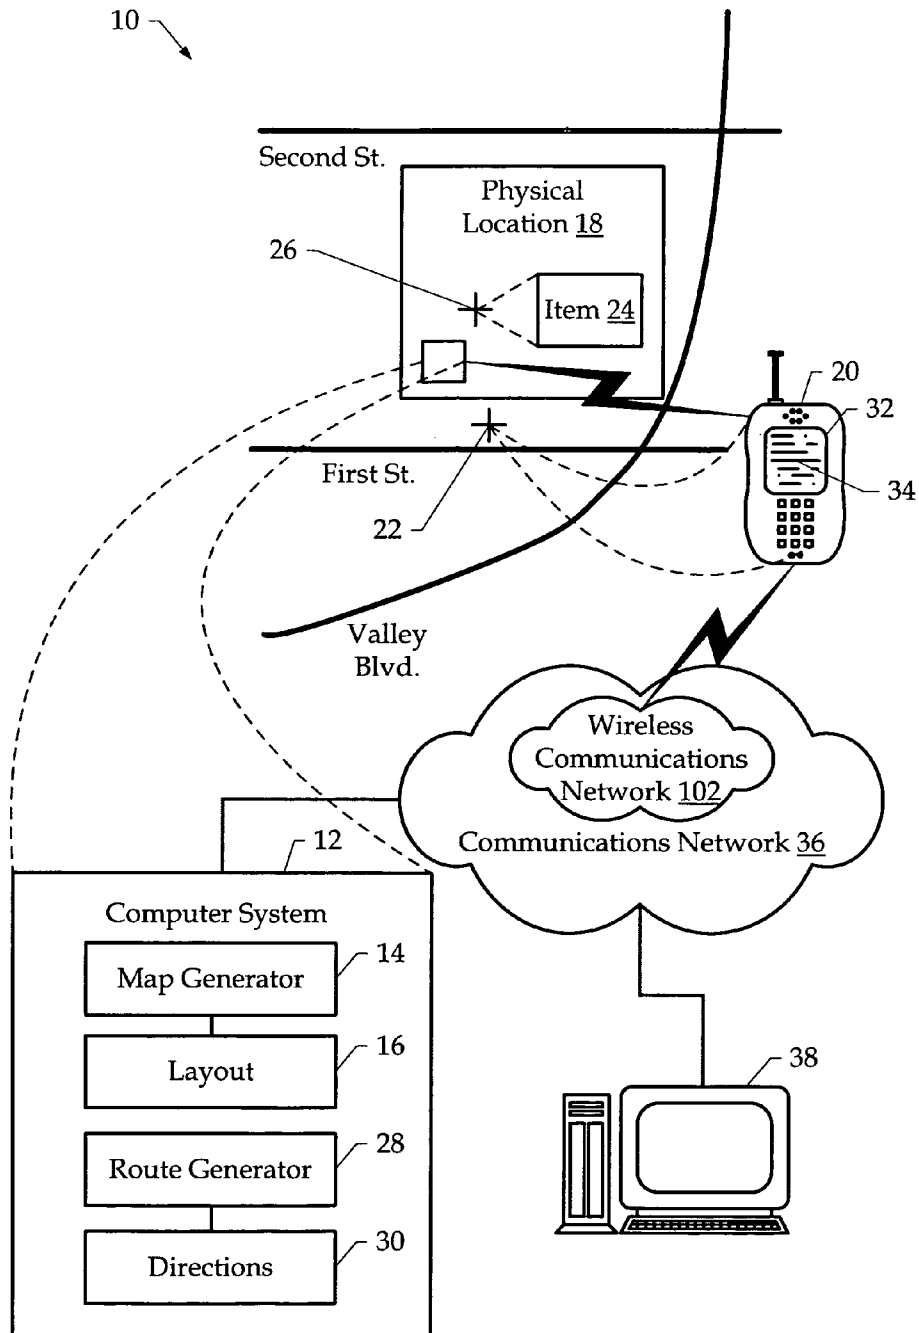 10
Second St.
Physical
Location 18
26
Item 24
20
32
First St.
34
22
Valley
Blvd.
Wireless
Communications
Network 102
Communications Network 36
12
Computer System
Map Generator
14
Layout
16
38
Route Generator
28
Directions
30